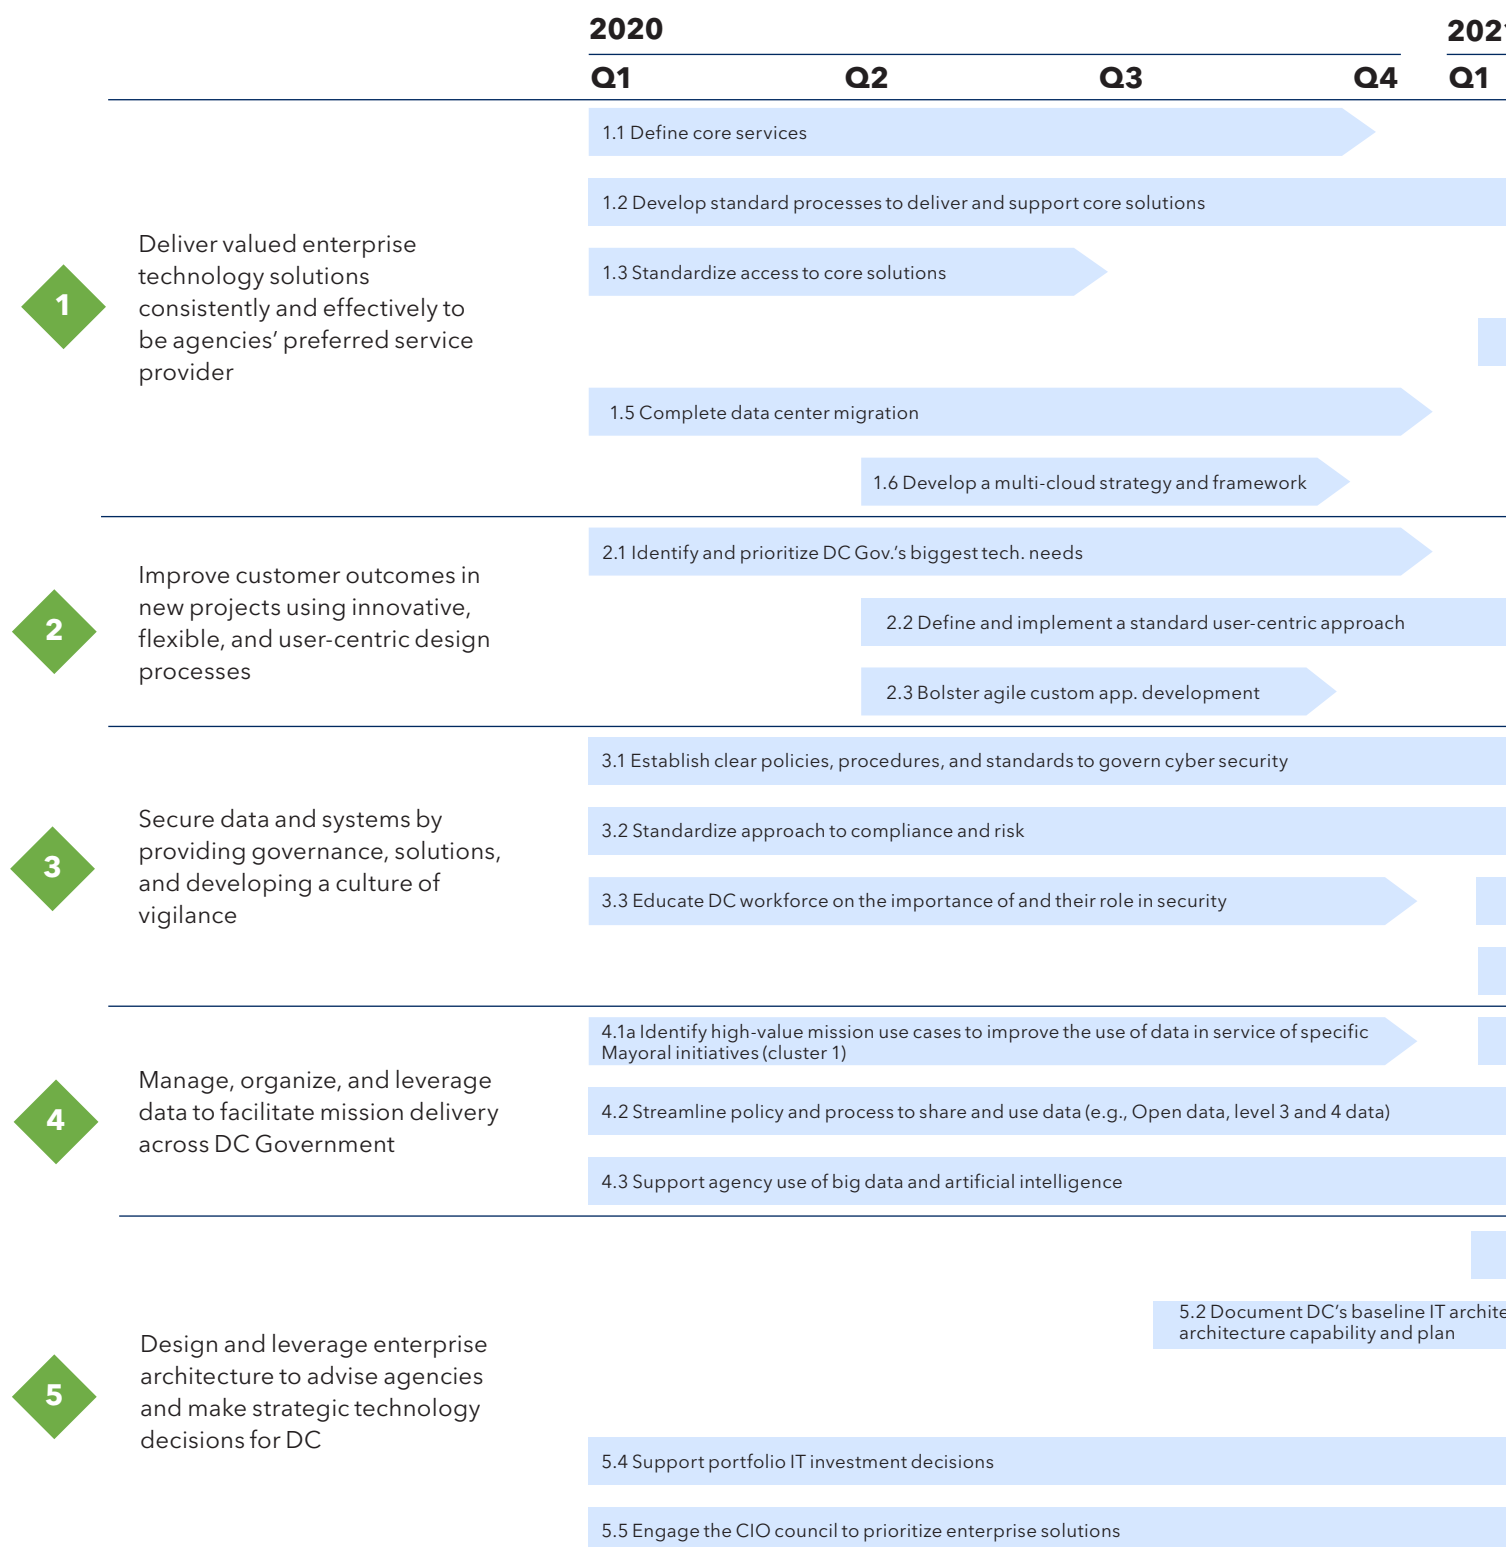 2020
202
Q1 Q2 Q3 Q4 Q1
1.1 Define core services
1.2 Develop standard processes to deliver and support core solutions
1
Deliver valued enterprise
technology solutions
consistently and effectively to
be agencies’ preferred service
provider
1.3 Standardize access to core solutions
1.5 Complete data center migration
1.6 Develop a multi-cloud strategy and framework
2
Improve customer outcomes in
new projects using innovative,
flexible, and user-centric design
processes
2.1 Identify and prioritize DC Gov.’s biggest tech. needs
2.2 Define and implement a standard user-centric approach
2.3 Bolster agile custom app. development
3
Secure data and systems by
providing governance, solutions,
and developing a culture of
vigilance
3.1 Establish clear policies, procedures, and standards to govern cyber security
3.2 Standardize approach to compliance and risk
3.3 Educate DC workforce on the importance of and their role in security
4
Manage, organize, and leverage
data to facilitate mission delivery
across DC Government
4.1a Identify high-value mission use cases to improve the use of data in service of specific
Mayoral initiatives (cluster 1)
4.2 Streamline policy and process to share and use data (e.g., Open data, level 3 and 4 data)
4.3 Support agency use of big data and artificial intelligence
5
Design and leverage enterprise
architecture to advise agencies
and make strategic technology
decisions for DC
5.2 Document DC’s baseline IT archite
architecture capability and plan
5.4 Support portfolio IT investment decisions
5.5 Engage the CIO council to prioritize enterprise solutions